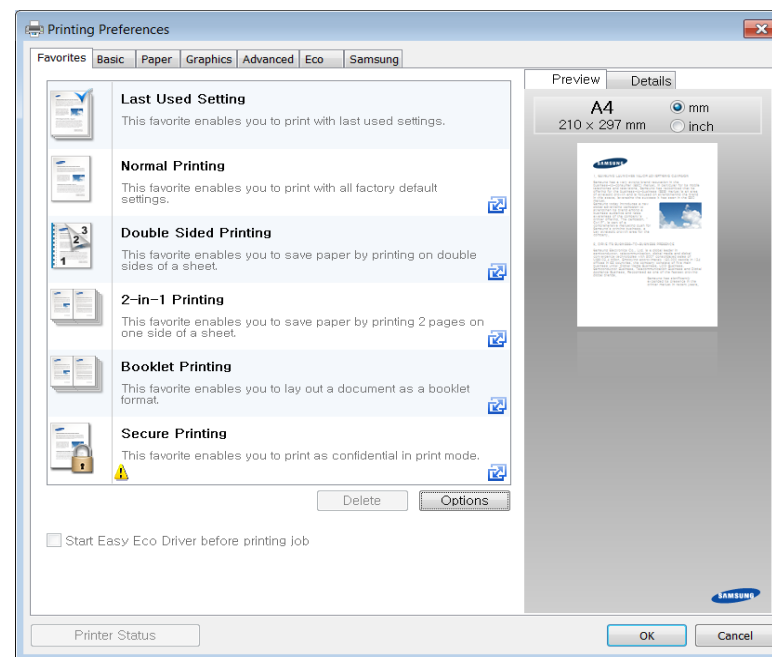 Printing Preferences
Favorites Basic Paper Graphics Advanced Eco Samsung
Last Used Setting
This favorite enables you to print with last used settings.
Normal Printing
This favorite enables you to print with all factory default
settings.
3
2
1
Double Sided Printing
This favorite enables you to save paper by printing on double
sides of a sheet.
2-in-1 Printing
This favorite enables you to save paper by printing 2 pages on
one side of a sheet.
Booklet Printing
This favorite enables you to lay out a document as a booklet
format.
Secure Printing
This favorite enables you to print as confidential in print mode.
Delete Options
Start Easy Eco Driver before printing job
Preview Details
A4
210 × 297 mm
mm
inch
SAMSUNG
SAMSUNG
Printer Status OK Cancel